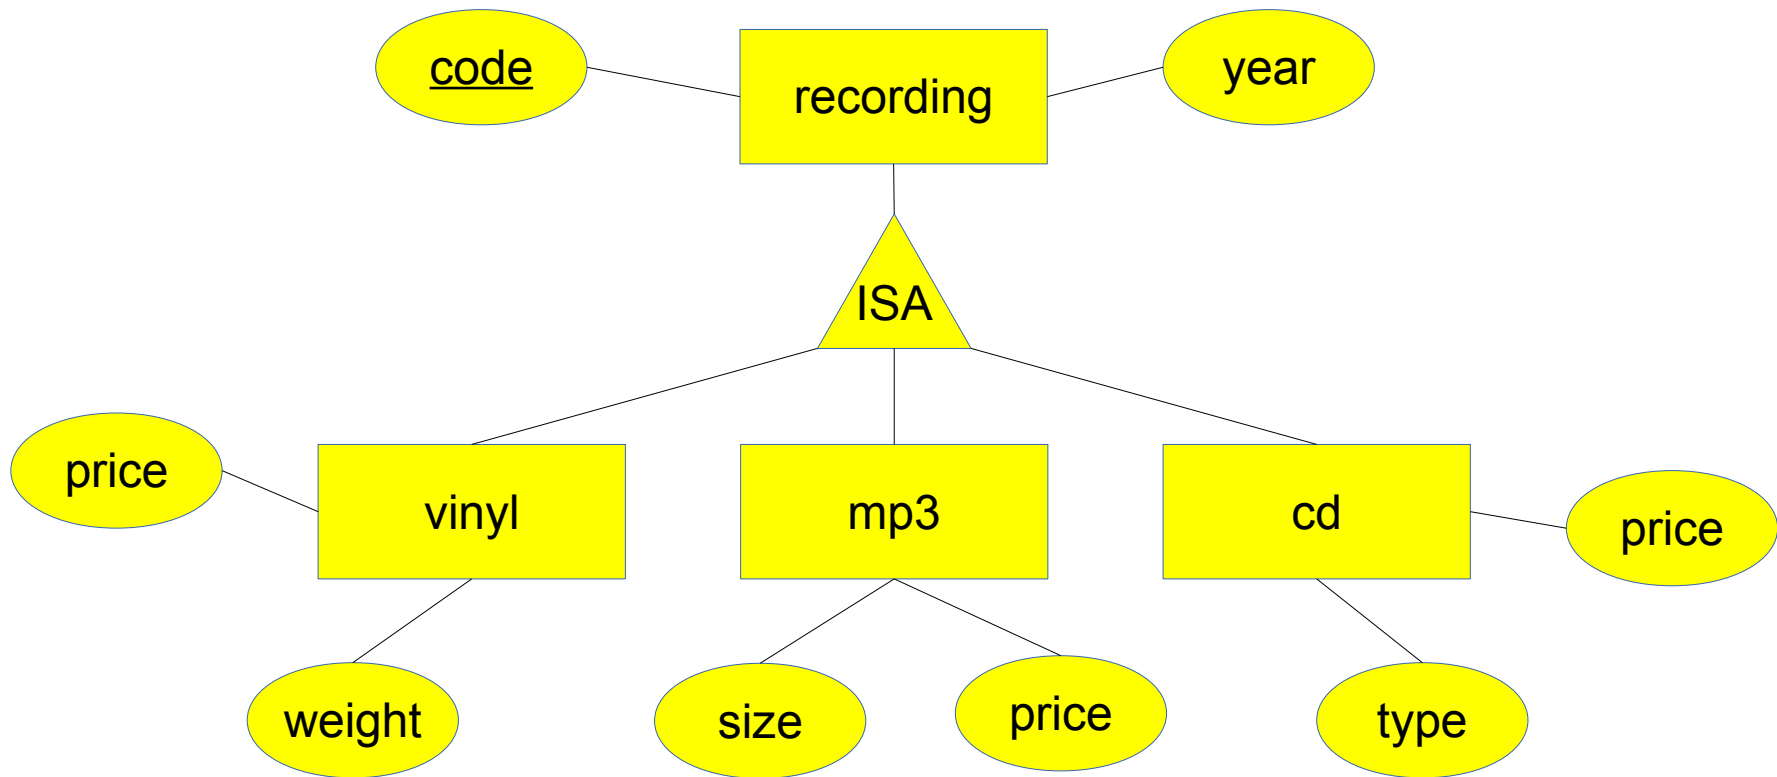 code
recording
year
ISA
price
vinyl
mp3
cd
price
weight
size
price
type